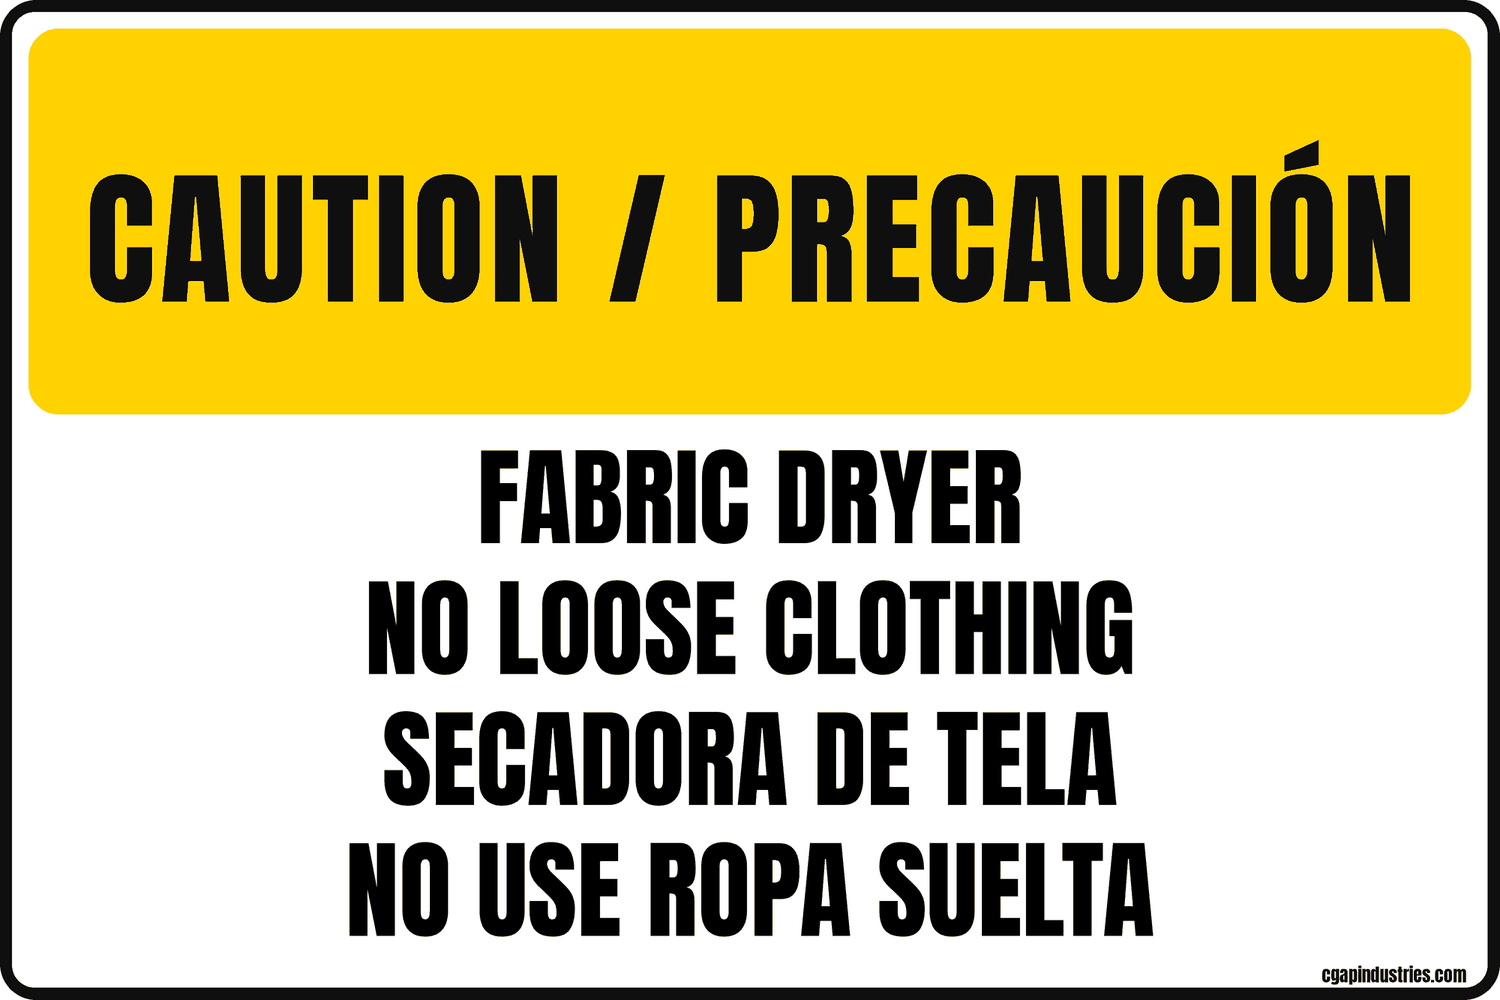 CAUTION / PRECAUCIÓN
FABRIC DRYER
NO LOOSE CLOTHING
SECADORA DE TELA
NO USE ROPA SUELTA
cgapindustries.com